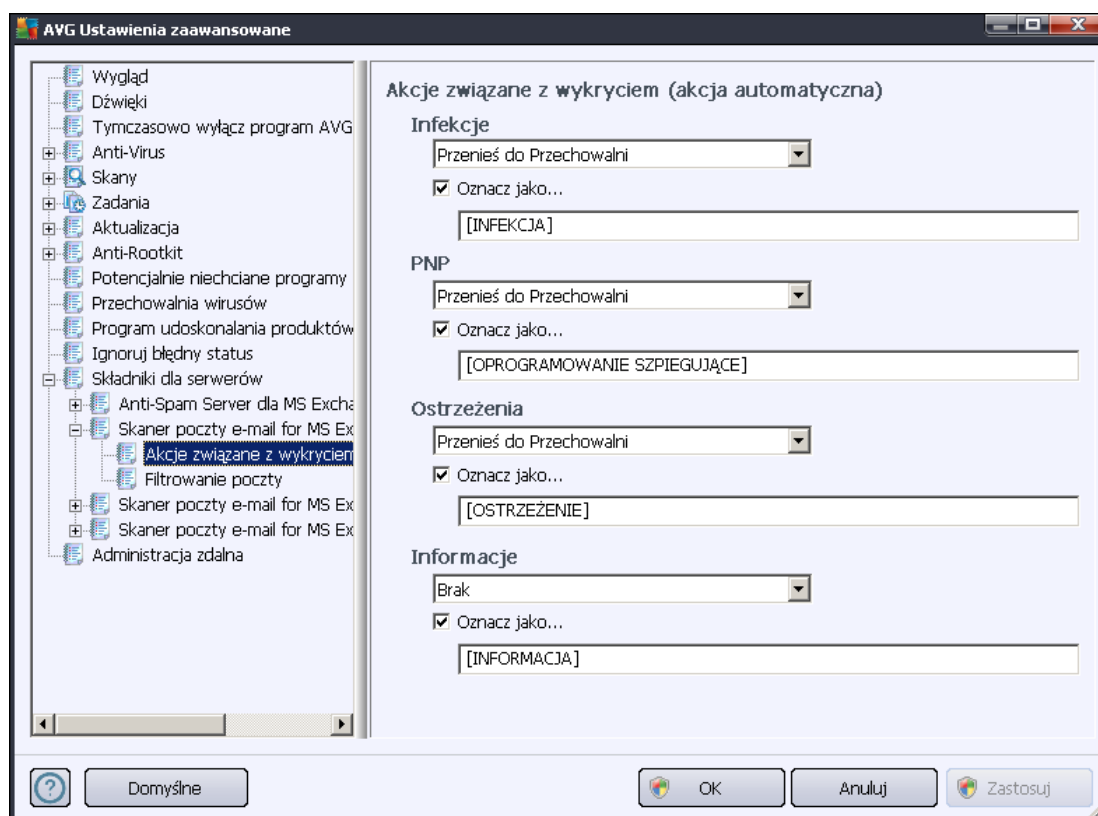 AVG Ustawienia zaawansowane
Wygląd
Dźwięki
Tymczasowo wyłącz program AVG
Anti-Virus
Skany
Zadania
Aktualizacja
Anti-Rootkit
Potencjalnie niechciane programy
Przechowalnia wirusów
Program udoskonalania produktów
Ignoruj błędny status
Składniki dla serwerów
Anti-Spam Server dla MS Excha
Skaner poczty e-mail for MS Ex
Akcje związane z wykryciem
Filtrowanie poczty
Skaner poczty e-mail for MS Ex
Skaner poczty e-mail for MS Ex
Administracja zdalna
Akcje związane z wykryciem (akcja automatyczna)
Infekcje
Przenieś do Przechowalni
Oznacz jako...
[INFEKCJA]
PNP
Przenieś do Przechowalni
Oznacz jako...
[OPROGRAMOWANIE SZPIEGUJĄCE]
Ostrzeżenia
Przenieś do Przechowalni
Oznacz jako...
[OSTRZEŻENIE]
Informacje
Brak
Oznacz jako...
[INFORMACJA]
Domyślne
OK
Anuluj
Zastosuj